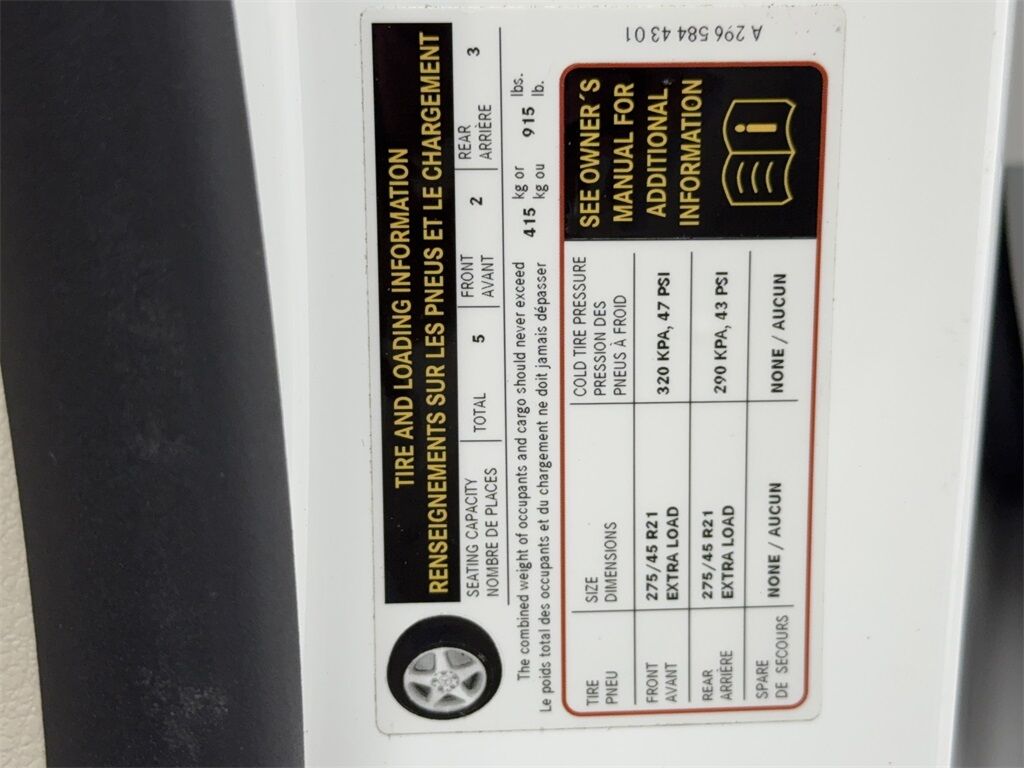 TIRE AND LOADING INFORMATION
RENSEIGNEMENTS SUR LES PNEUS ET LE CHARGEMENT
SEATING CAPACITY
NOMBRE DE PLACES
TOTAL 5
FRONT
AVANT
2
REAR
ARRIÈRE
3
The combined weight of occupants and cargo should never exceed 415 kg or 915 lbs.
Le poids total des occupants et du chargement ne doit jamais dépasser kg ou lb.
TIRE
PNEU
SIZE
DIMENSIONS
COLD TIRE PRESSURE
PRESSION DES
PNEUS À FROID
FRONT
AVANT
275/45 R21
EXTRA LOAD
320 KPA, 47 PSI
REAR
ARRIÈRE
275/45 R21
EXTRA LOAD
290 KPA, 43 PSI
SPARE
DE SECOURS
NONE / AUCUN
NONE / AUCUN
SEE OWNER´S
MANUAL FOR
ADDITIONAL
INFORMATION
i
A 296 584 43 01